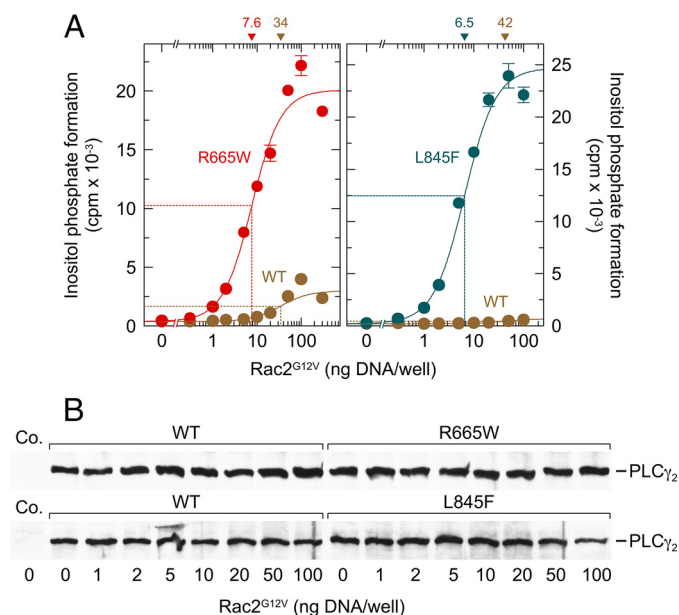 A
7.6 34 6.5 42
20
15
10
5
0
25
20
15
10
5
0
Inositol phosphate formation
(cpm x 10⁻³)
Inositol phosphate formation
(cpm x 10⁻³)
R665W
WT
L845F
WT
0 1 10 100 0 1 10 100
Rac2ᴳ¹²ⱽ (ng DNA/well)
B
Co. WT R665W
PLCγ₂
Co. WT L845F
PLCγ₂
0 0 1 2 5 10 20 50 100 0 1 2 5 10 20 50 100
Rac2ᴳ¹²ⱽ (ng DNA/well)